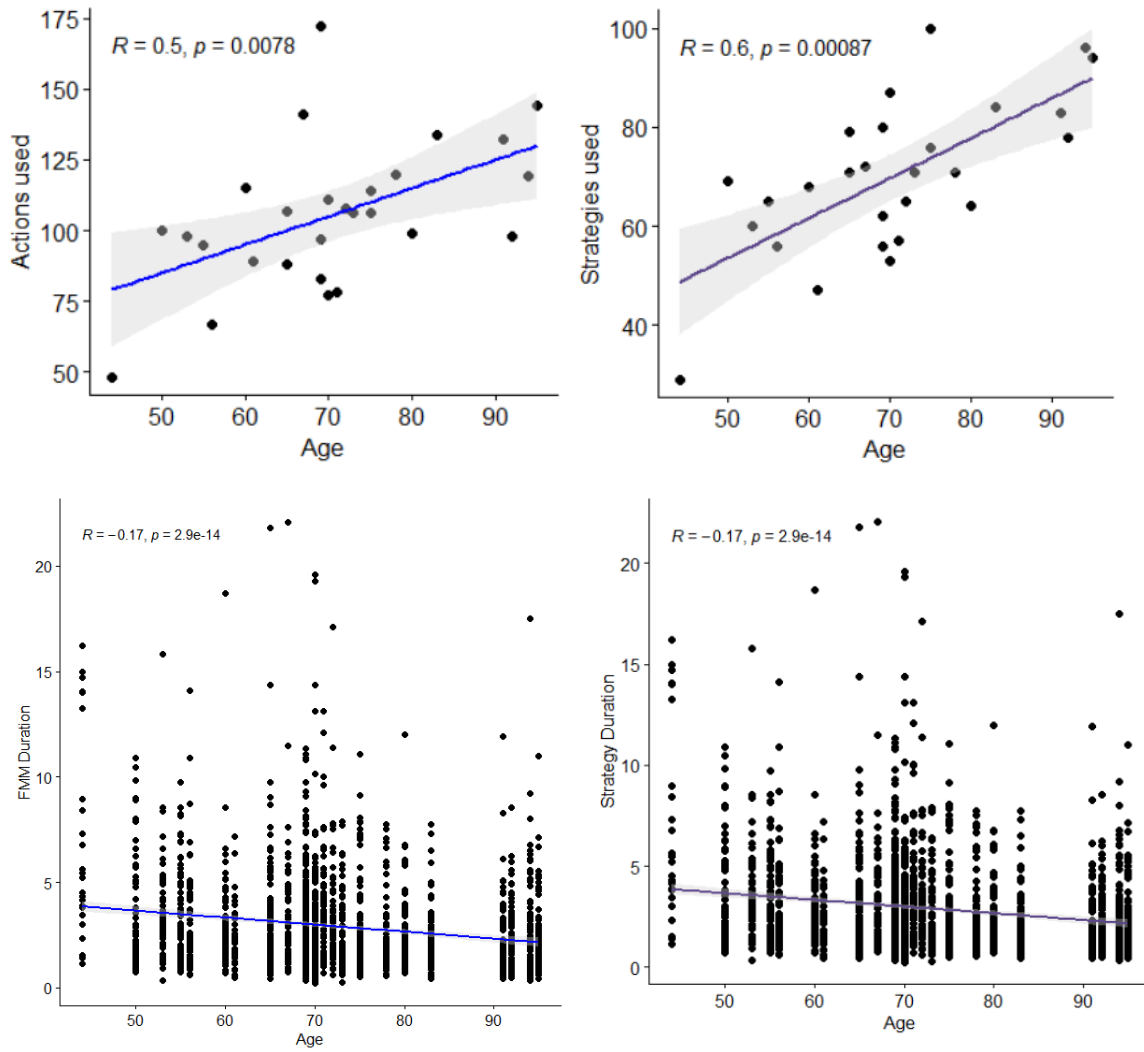 R = 0.5, p = 0.0078
175
150
125
100
75
50
Actions used
50 60 70 80 90
Age
R = 0.6, p = 0.00087
100
80
60
40
Strategies used
50 60 70 80 90
Age
R = −0.17, p = 2.9e-14
20
15
10
5
0
FMM Duration
50 60 70 80 90
Age
R = −0.17, p = 2.9e-14
20
15
10
5
0
Strategy Duration
50 60 70 80 90
Age